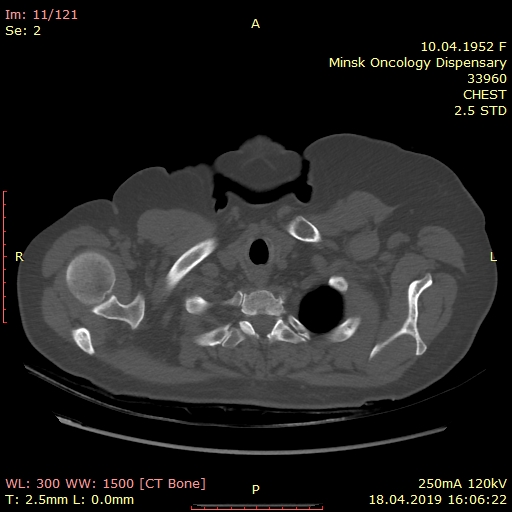 Im: 11/121
Se: 2
A
10.04.1952 F
Minsk Oncology Dispensary
33960
CHEST
2.5 STD
R
L
WL: 300 WW: 1500 [CT Bone]
T: 2.5mm L: 0.0mm
P
250mA 120kV
18.04.2019 16:06:22